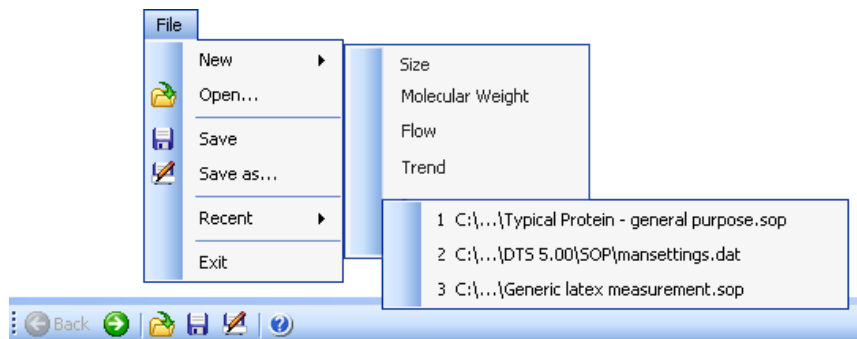 File
New
Open...
Save
Save as...
Recent
Exit
Size
Molecular Weight
Flow
Trend
1 C:\...\Typical Protein - general purpose.sop
2 C:\...\DTS 5.00\SOP\mansettings.dat
3 C:\...\Generic latex measurement.sop
Back